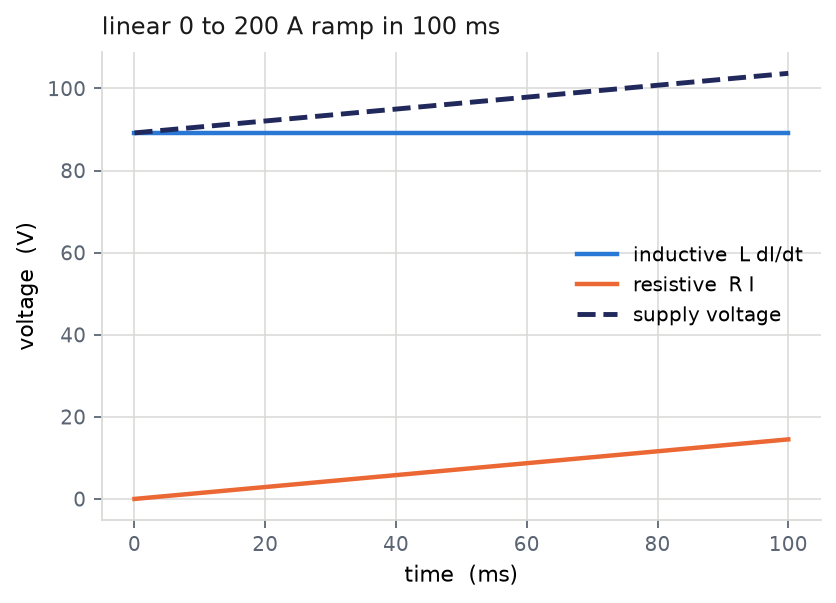 linear 0 to 200 A ramp in 100 ms
voltage (V)
100
80
60
40
20
0
inductive L dI/dt
resistive R I
supply voltage
0 20 40 60 80 100
time (ms)